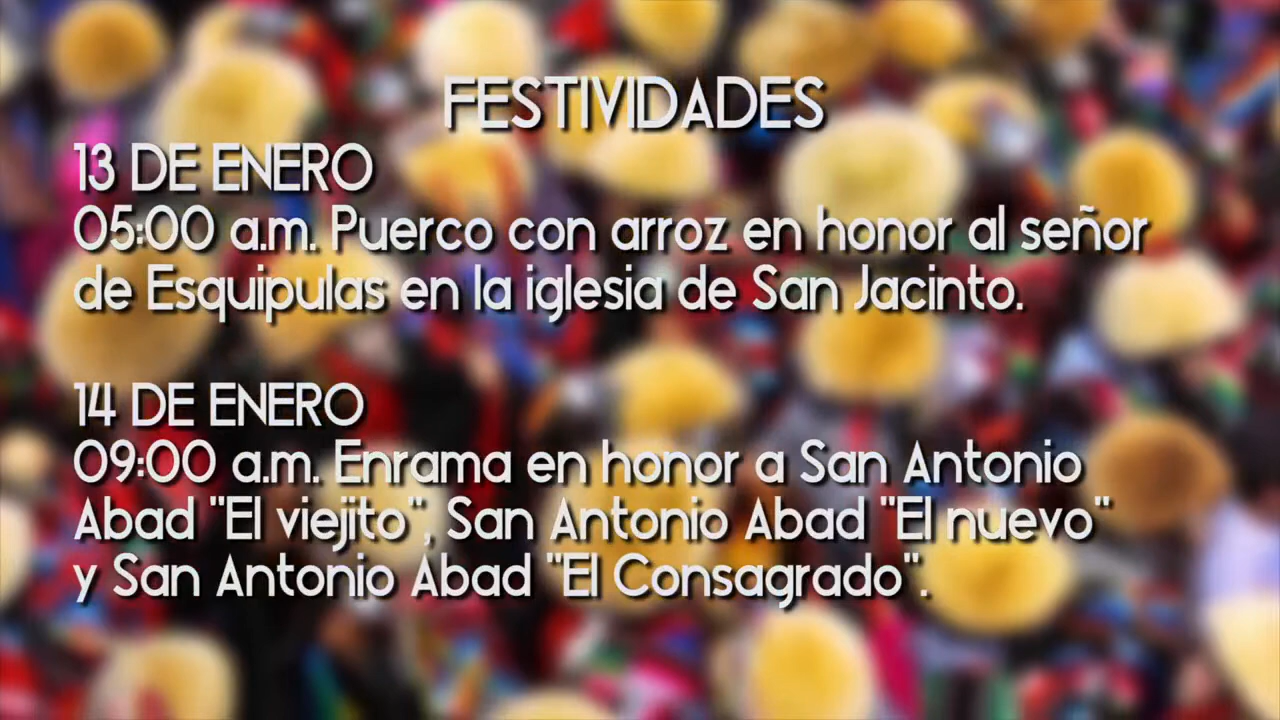 FESTIVIDADES
13 DE ENERO
05:00 a.m. Puerco con arroz en honor al señor
de Esquipulas en la iglesia de San Jacinto.
14 DE ENERO
09:00 a.m. Enrama en honor a San Antonio
Abad "El viejito", San Antonio Abad "El nuevo"
y San Antonio Abad "El Consagrado".